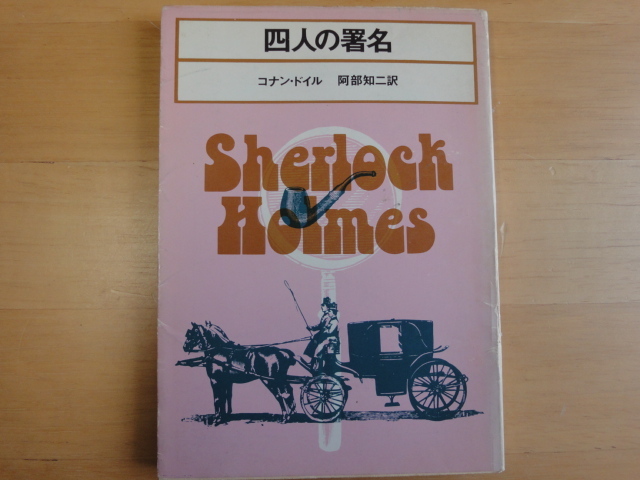 四人の署名
コナン・ドイル 阿部知二訳
Sherlock
Holmes